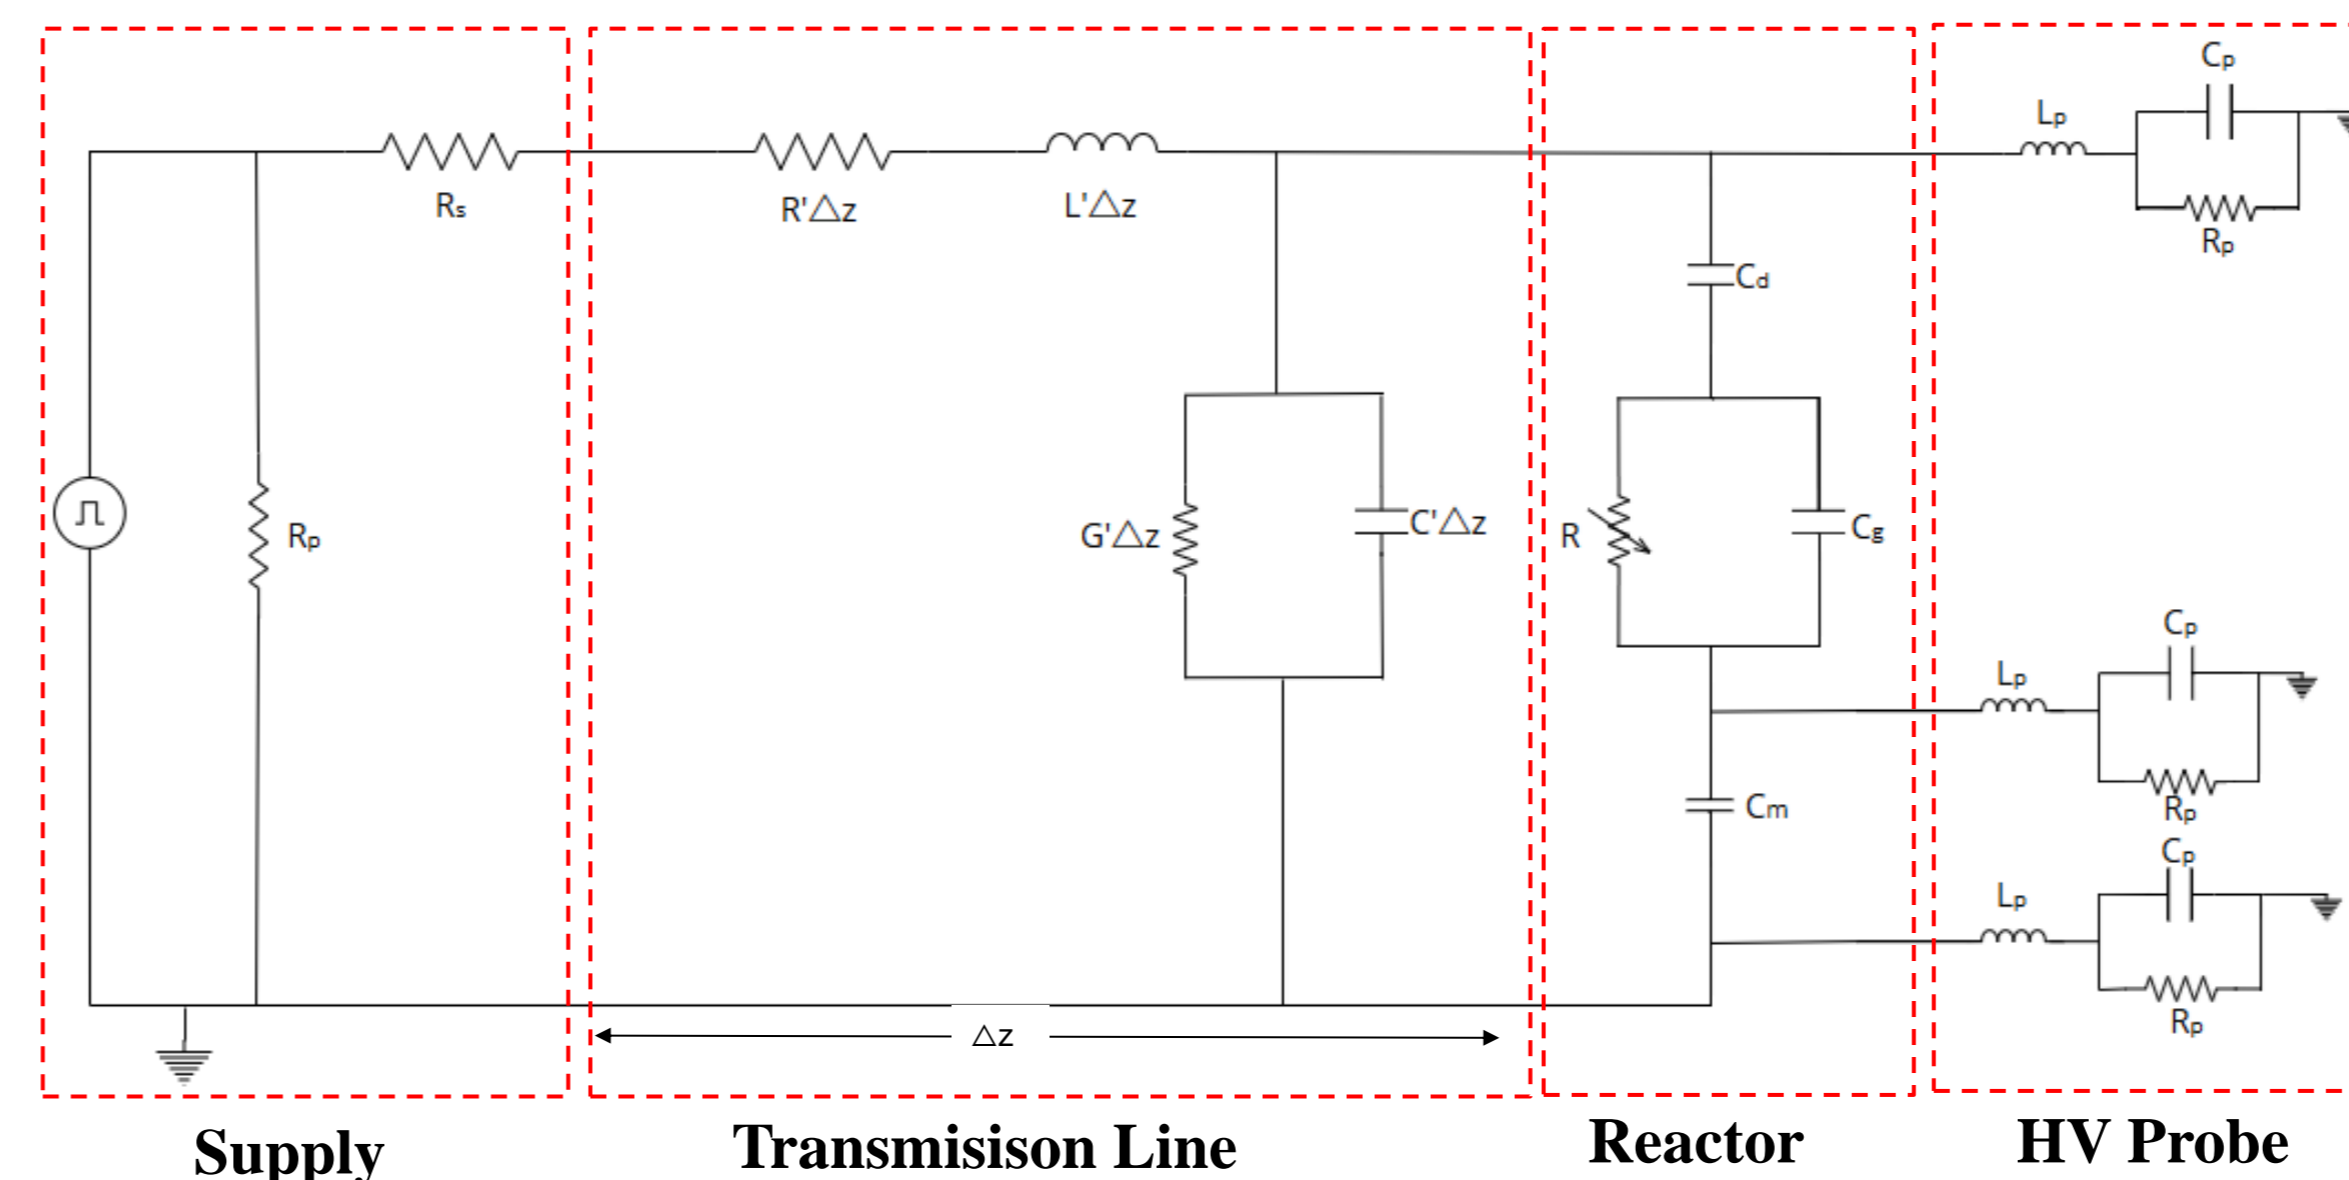 Cp
Lp
Rp
Rs
R'△z
L'△z
Cd
Rp
G'△z
C'△z
R
Cg
Cp
Lp
Rp
Cm
Cp
Lp
Rp
△z
Supply
Transmisison Line
Reactor
HV Probe